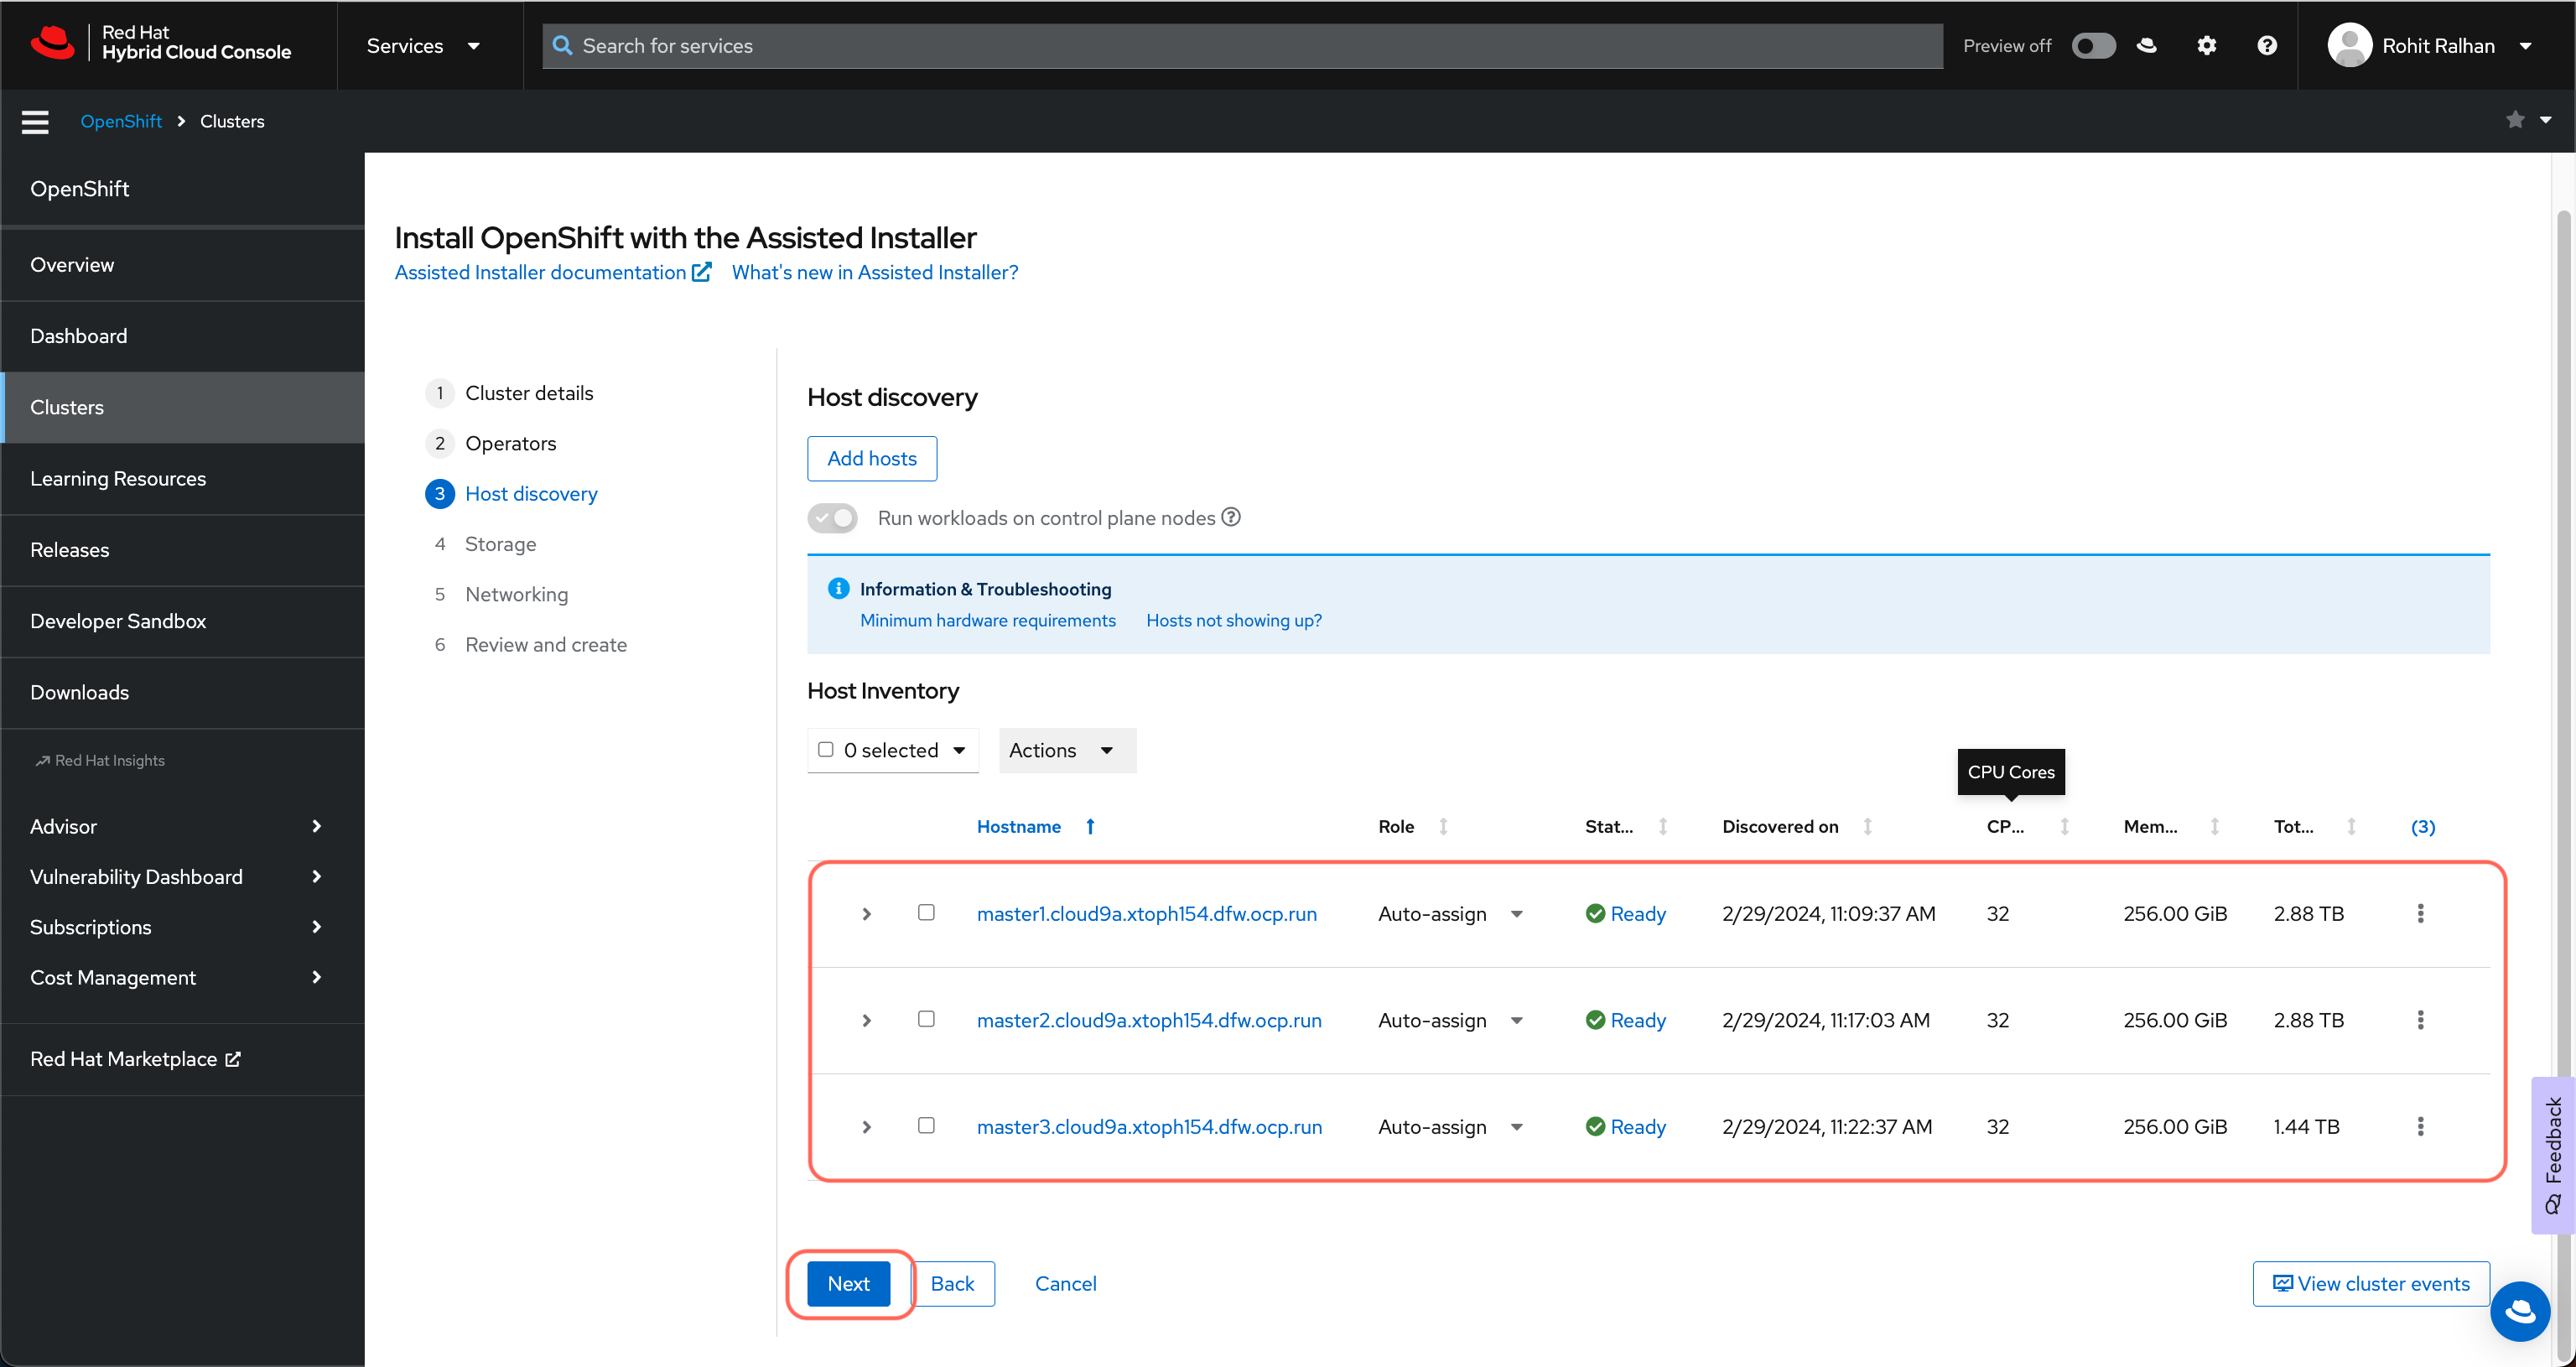 Red Hat
Hybrid Cloud Console
Services
Search for services
Preview off
Rohit Ralhan
OpenShift
Clusters
OpenShift
Overview
Dashboard
Clusters
Learning Resources
Releases
Developer Sandbox
Downloads
Red Hat Insights
Advisor
Vulnerability Dashboard
Subscriptions
Cost Management
Red Hat Marketplace
Install OpenShift with the Assisted Installer
Assisted Installer documentation What's new in Assisted Installer?
1 Cluster details
2 Operators
3 Host discovery
4 Storage
5 Networking
6 Review and create
Host discovery
Add hosts
Run workloads on control plane nodes
Information & Troubleshooting
Minimum hardware requirements Hosts not showing up?
Host Inventory
0 selected Actions
CPU Cores
Hostname Role Stat... Discovered on CP... Mem... Tot... (3)
master1.cloud9a.xtoph154.dfw.ocp.run Auto-assign Ready 2/29/2024, 11:09:37 AM 32 256.00 GiB 2.88 TB
master2.cloud9a.xtoph154.dfw.ocp.run Auto-assign Ready 2/29/2024, 11:17:03 AM 32 256.00 GiB 2.88 TB
master3.cloud9a.xtoph154.dfw.ocp.run Auto-assign Ready 2/29/2024, 11:22:37 AM 32 256.00 GiB 1.44 TB
Next Back Cancel View cluster events
Feedback